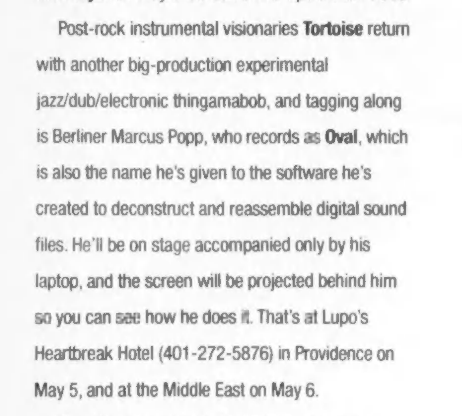 Post-rock instrumental visionaries Tortoise return
with another big-production experimental
jazz/dub/electronic thingamabob, and tagging along
is Berliner Marcus Popp, who records as Oval, which
is also the name he's given to the software he's
created to deconstruct and reassemble digital sound
files. He'll be on stage accompanied only by his
laptop, and the screen will be projected behind him
so you can see how he does it. That's at Lupo's
Heartbreak Hotel (401-272-5876) in Providence on
May 5, and at the Middle East on May 6.